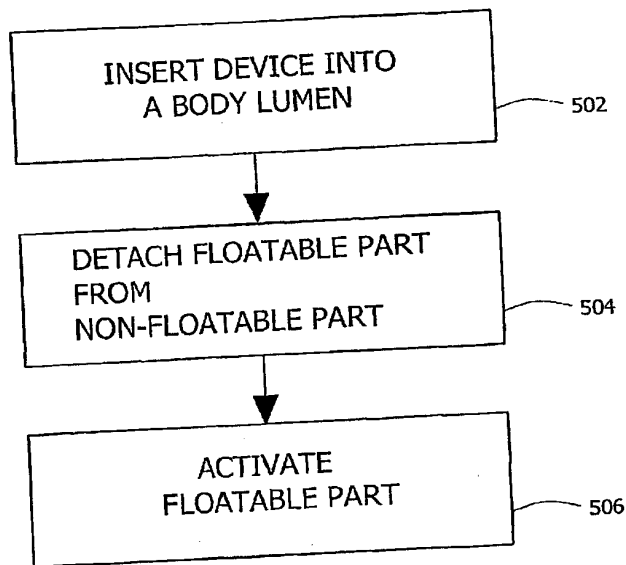 INSERT DEVICE INTO
A BODY LUMEN
502
DETACH FLOATABLE PART
FROM
NON-FLOATABLE PART
504
ACTIVATE
FLOATABLE PART
506